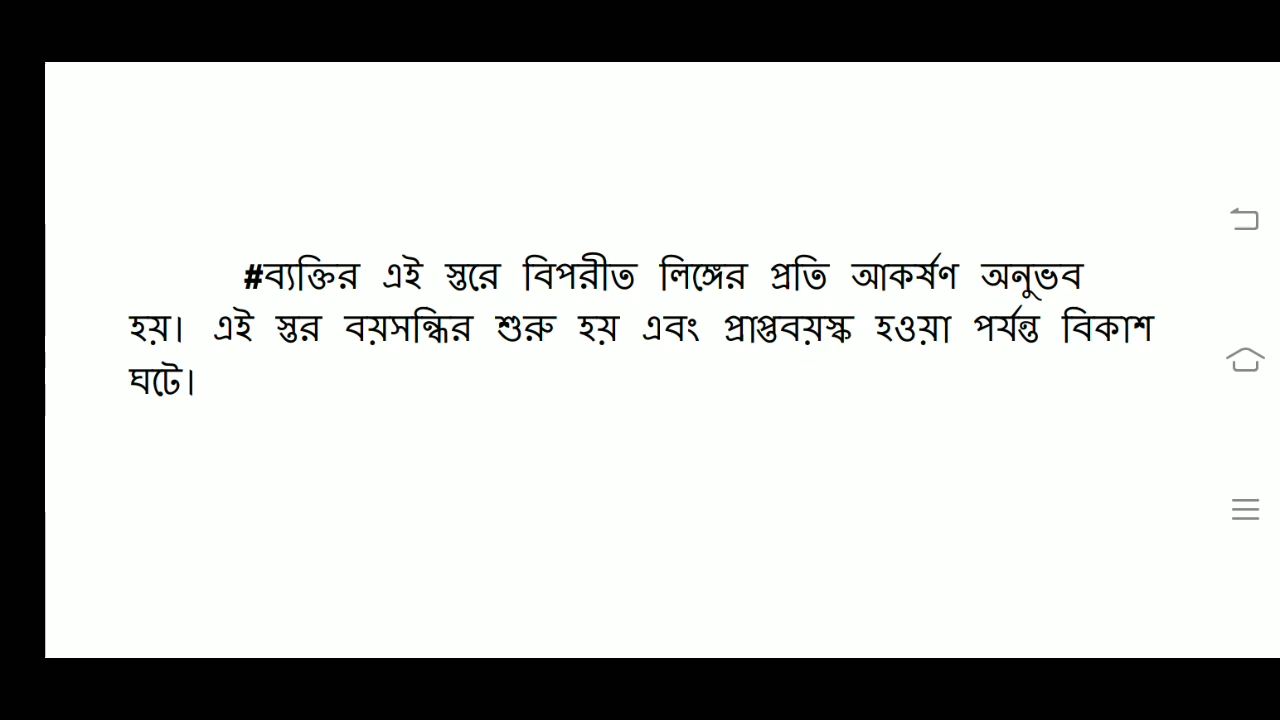 #ব্যক্তির এই স্তরে বিপরীত লিঙ্গের প্রতি আকর্ষণ অনুভব
হয়। এই স্তর বয়সন্ধির শুরু হয় এবং প্রাপ্তবয়স্ক হওয়া পর্যন্ত বিকাশ
ঘটে।